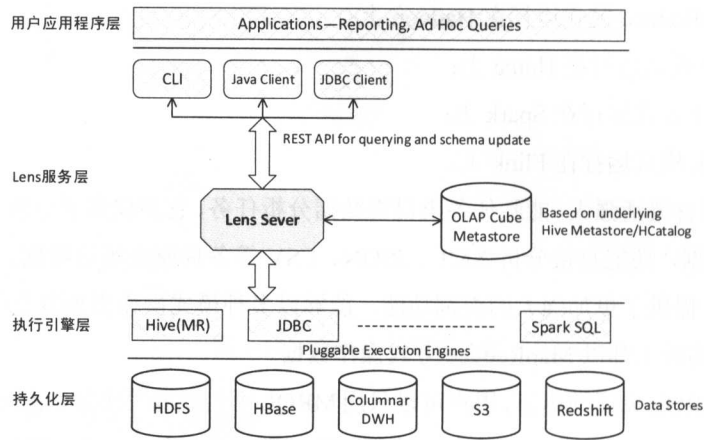 用户应用程序层
Applications—Reporting, Ad Hoc Queries
CLI
Java Client
JDBC Client
REST API for querying and schema update
Lens服务层
Lens Sever
OLAP Cube
Metastore
Based on underlying
Hive Metastore/HCatalog
执行引擎层
Hive(MR)
JDBC
Spark SQL
Pluggable Execution Engines
持久化层
HDFS
HBase
Columnar
DWH
S3
Redshift
Data Stores